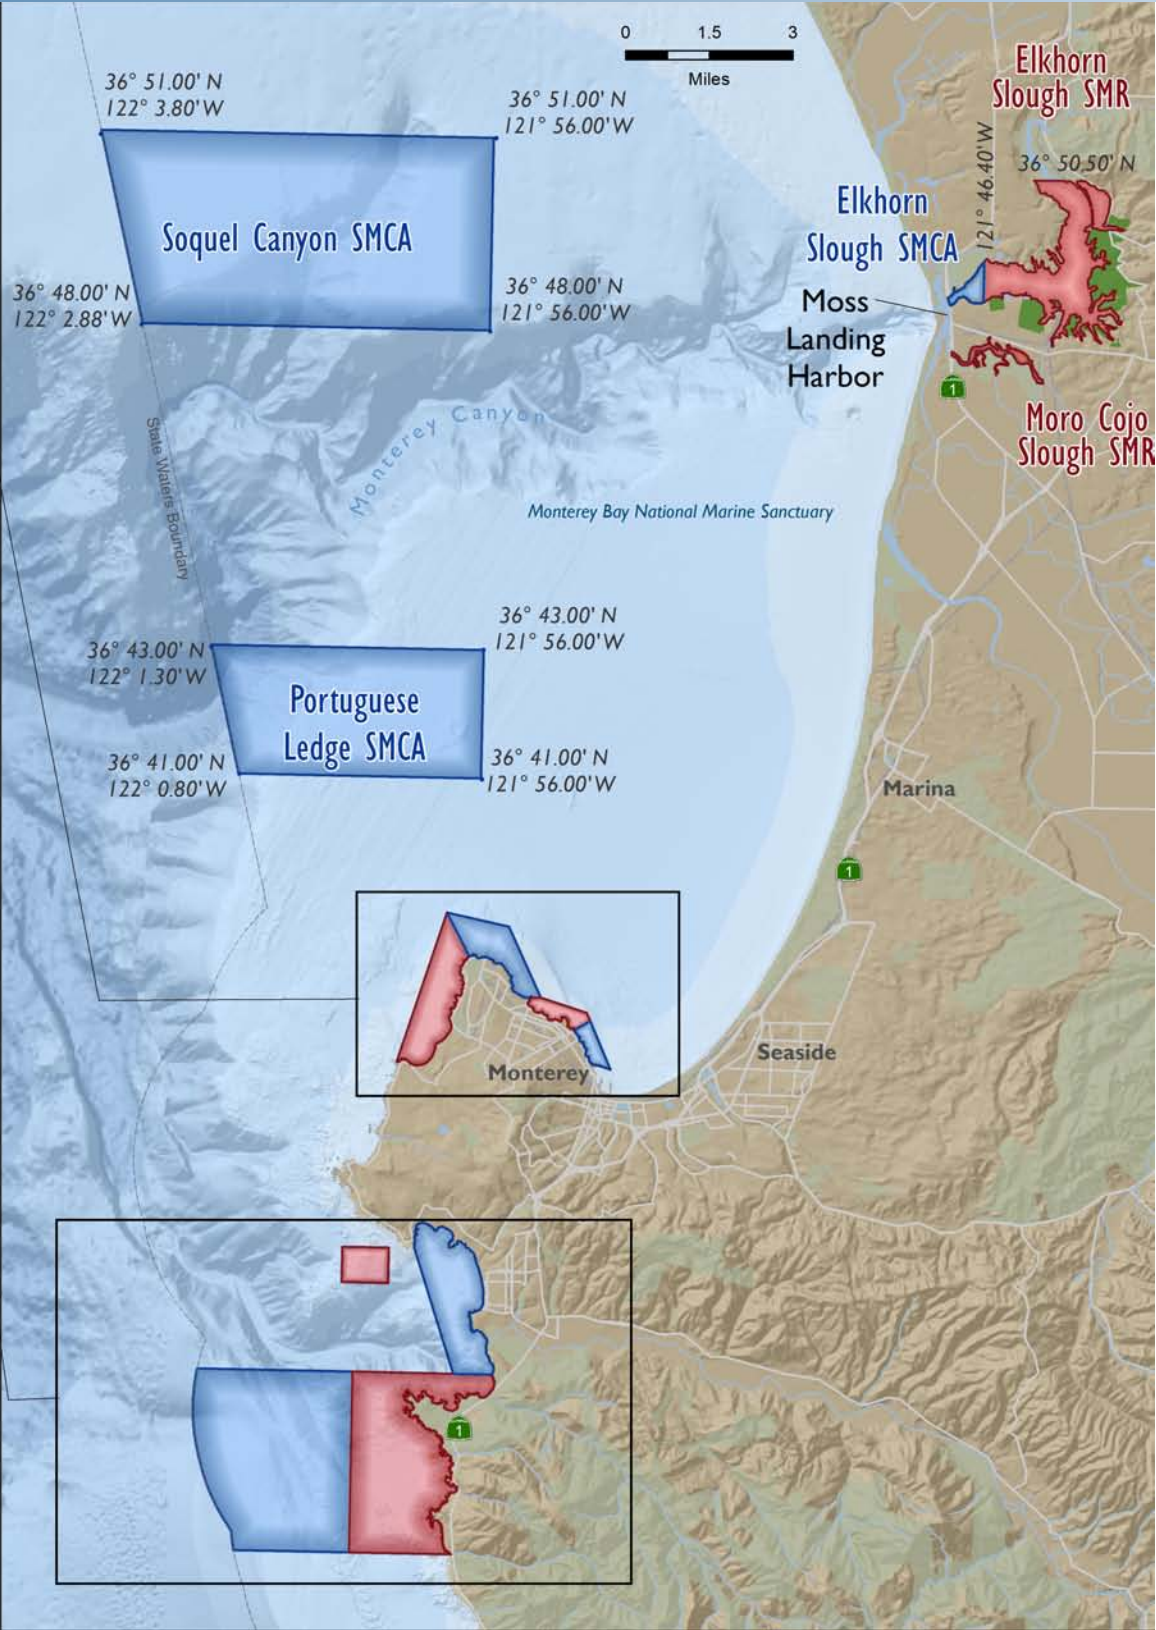 0 1.5 3
Miles
Elkhorn
Slough SMR
36° 51.00' N
122° 3.80' W
36° 51.00' N
121° 56.00' W
121° 46.40' W
36° 50.50' N
Soquel Canyon SMCA
Elkhorn
Slough SMCA
36° 48.00' N
122° 2.88' W
36° 48.00' N
121° 56.00' W
Moss
Landing
Harbor
1
Moro Cojo
Slough SMR
Monterey Canyon
State Waters Boundary
Monterey Bay National Marine Sanctuary
36° 43.00' N
121° 56.00' W
36° 43.00' N
122° 1.30' W
Portuguese
Ledge SMCA
36° 41.00' N
122° 0.80' W
36° 41.00' N
121° 56.00' W
Marina
1
Seaside
Monterey
1